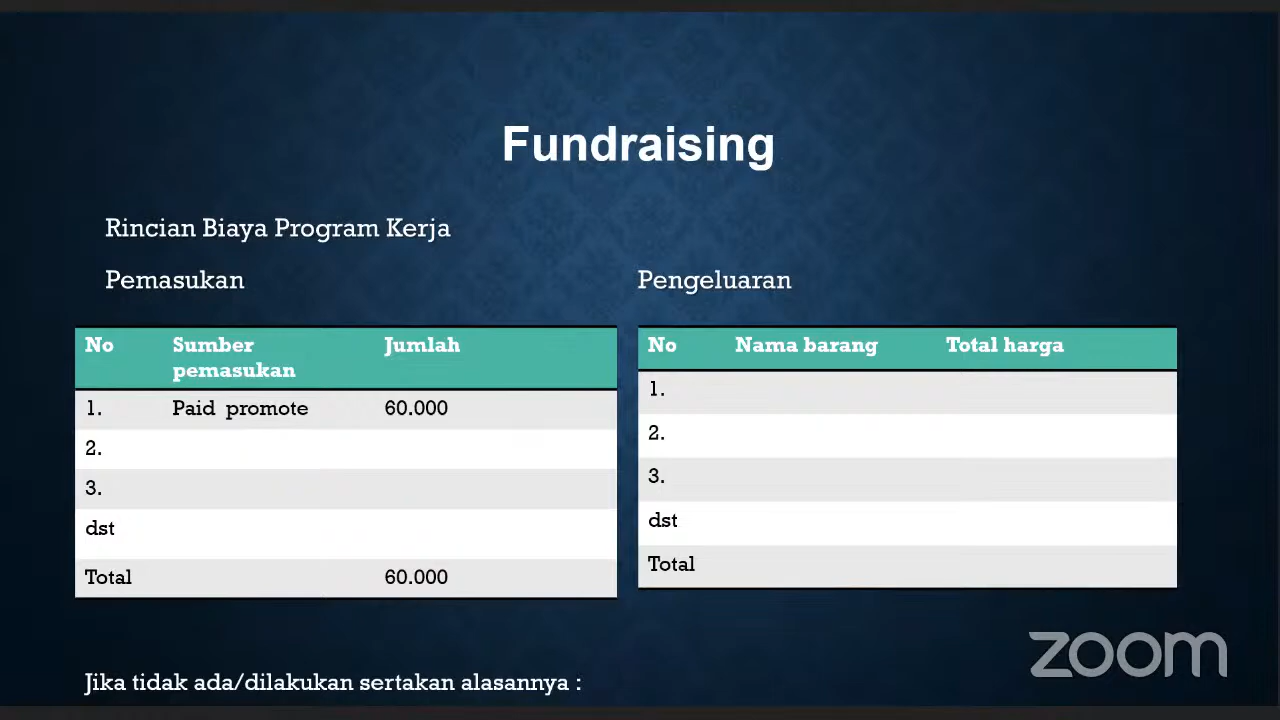 Fundraising
Rincian Biaya Program Kerja
Pemasukan
No Sumber pemasukan Jumlah
1. Paid promote 60.000
2.
3.
dst
Total 60.000
Pengeluaran
No Nama barang Total harga
1.
2.
3.
dst
Total
Jika tidak ada/dilakukan sertakan alasannya :
zoom